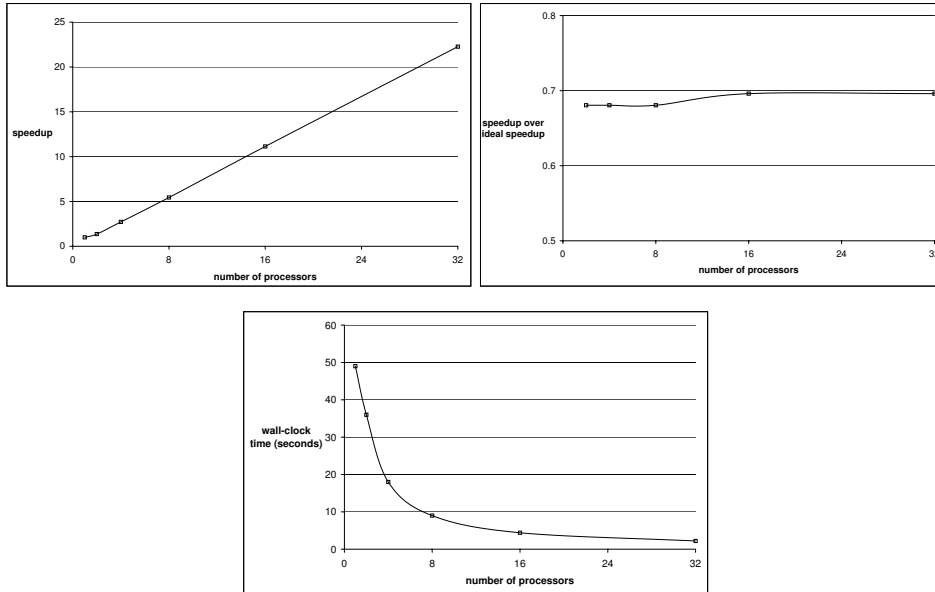 25
20
15
speedup
10
5
0
0 8 16 24 32
number of processors
0.8
0.7
speedup over
ideal speedup
0.6
0.5
0 8 16 24
number of processors
60
50
40
wall-clock
time (seconds)
30
20
10
0
0 8 16 24 32
number of processors